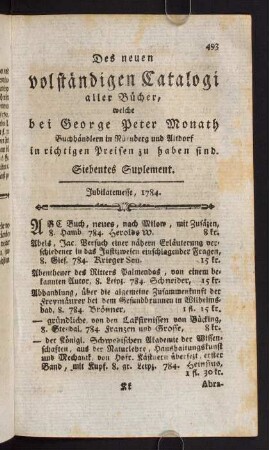 493
Des neuen
volständigen Catalogi
aller Bücher,
welche
bei George Peter Monath
Buchhändlern in Nürnberg und Altdorf
in richtigen Preisen zu haben sind.
Siebentes Suplement.
Jubilatemesse, 1784.
ABC Buch, neues, nach Milow, mit Zusäzen,
8. Hamb. 784. Herolds W. 8 kr.
Abels, Jac. Versuch einer nähern Erläuterung ver-
schiedener in das Justizwesen einschlagender Fragen,
8. Gies. 784. Krieger Sen. 15 kr.
Abentheuer des Ritters Palmendos, von einem be-
kannten Autor. 8. Leipz. 784. Schneider, 15 kr.
Abhandlung, über die allgemeine Zusammenkunft der
Freymäurer bei dem Gesundbrunnen in Wilhelms-
bad. 8. 784. Brönner. 1 fl. 15 kr.
— gründliche, von den Lakfirnissen von Gücking,
8. Stendal. 784. Franzen und Grosse, 8 kr.
— der Königl. Schwedischen Akademie der Wissen-
schaften, aus der Naturlehre, Haushaltungskunst
und Mechanik. von Hofr. Kästnern übersezt, erster
Band, mit Kupf. 8. gr. Leipz. 784. Heinsius,
1 fl. 30 kr.
Kk Abra-